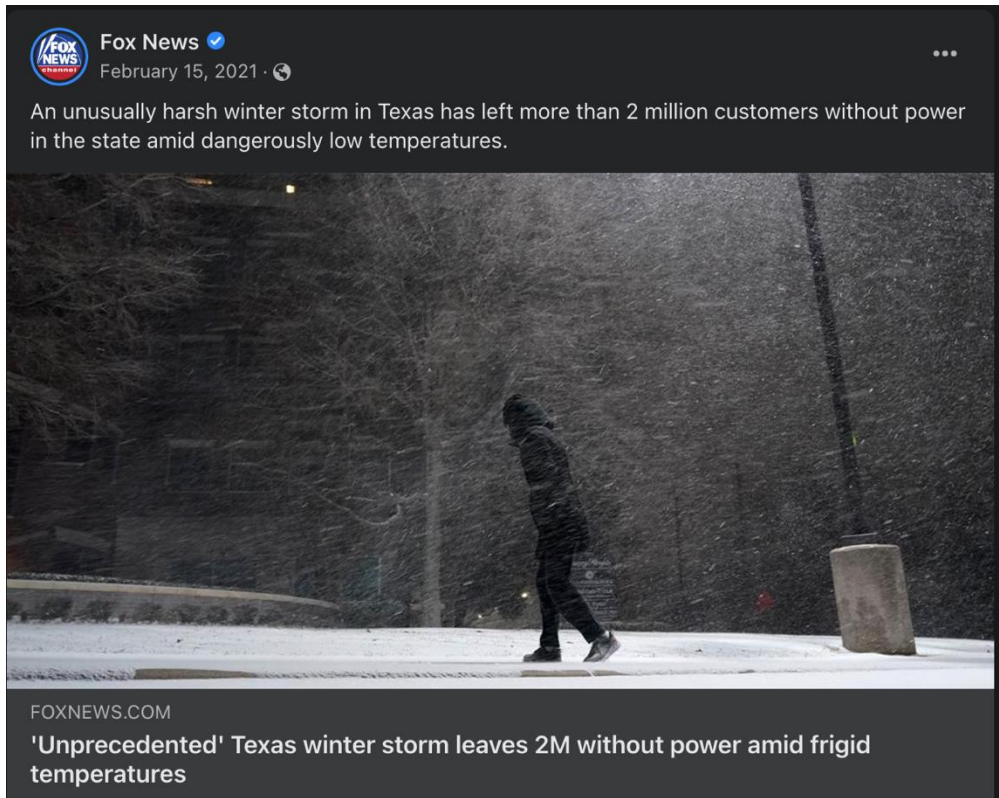 FOX
NEWS
channel
Fox News
February 15, 2021 ·
An unusually harsh winter storm in Texas has left more than 2 million customers without power
in the state amid dangerously low temperatures.
FOXNEWS.COM
'Unprecedented' Texas winter storm leaves 2M without power amid frigid
temperatures